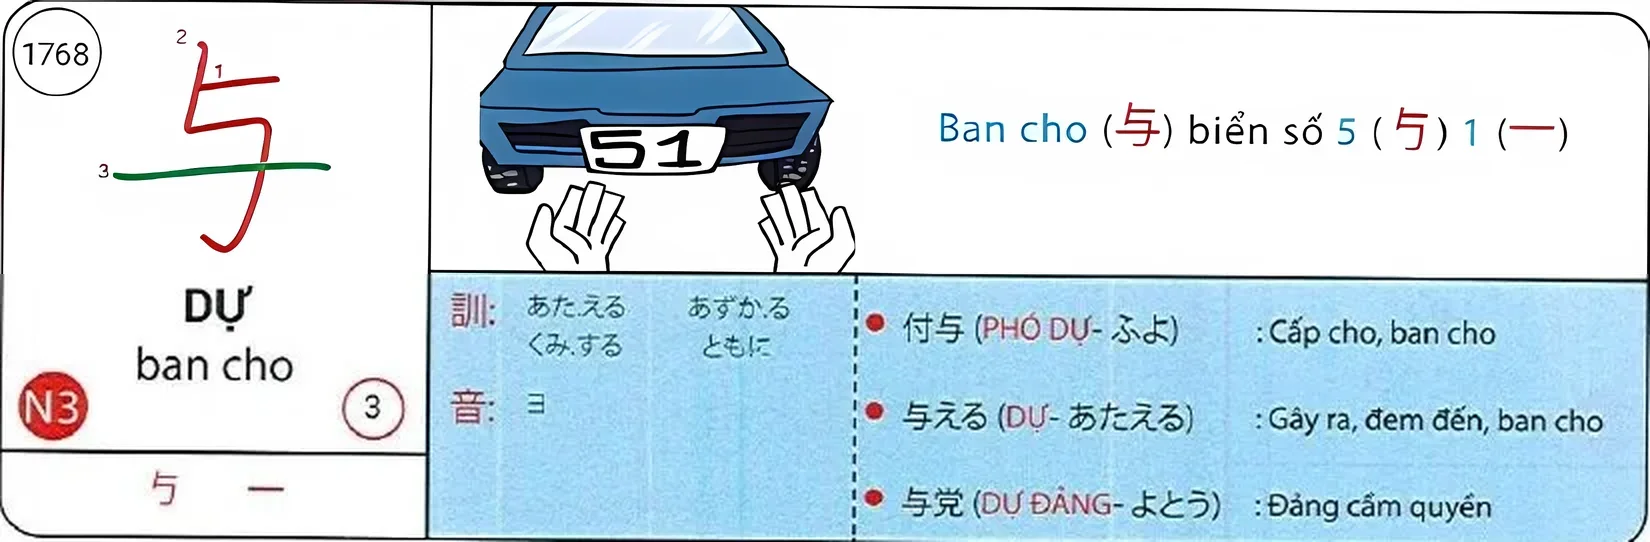 1768
2
1
3
与
DỰ
ban cho
N3
3
与 一
51
Ban cho (与) biển số 5 (与) 1 (一)
訓: あた.える あずか.る
くみ.する ともに
音: ヨ
● 付与 (PHÓ DỰ- ふよ) : Cấp cho, ban cho
● 与える (DỰ- あたえる) : Gây ra, đem đến, ban cho
● 与党 (DỰ ĐẢNG- よとう) : Đảng cầm quyền